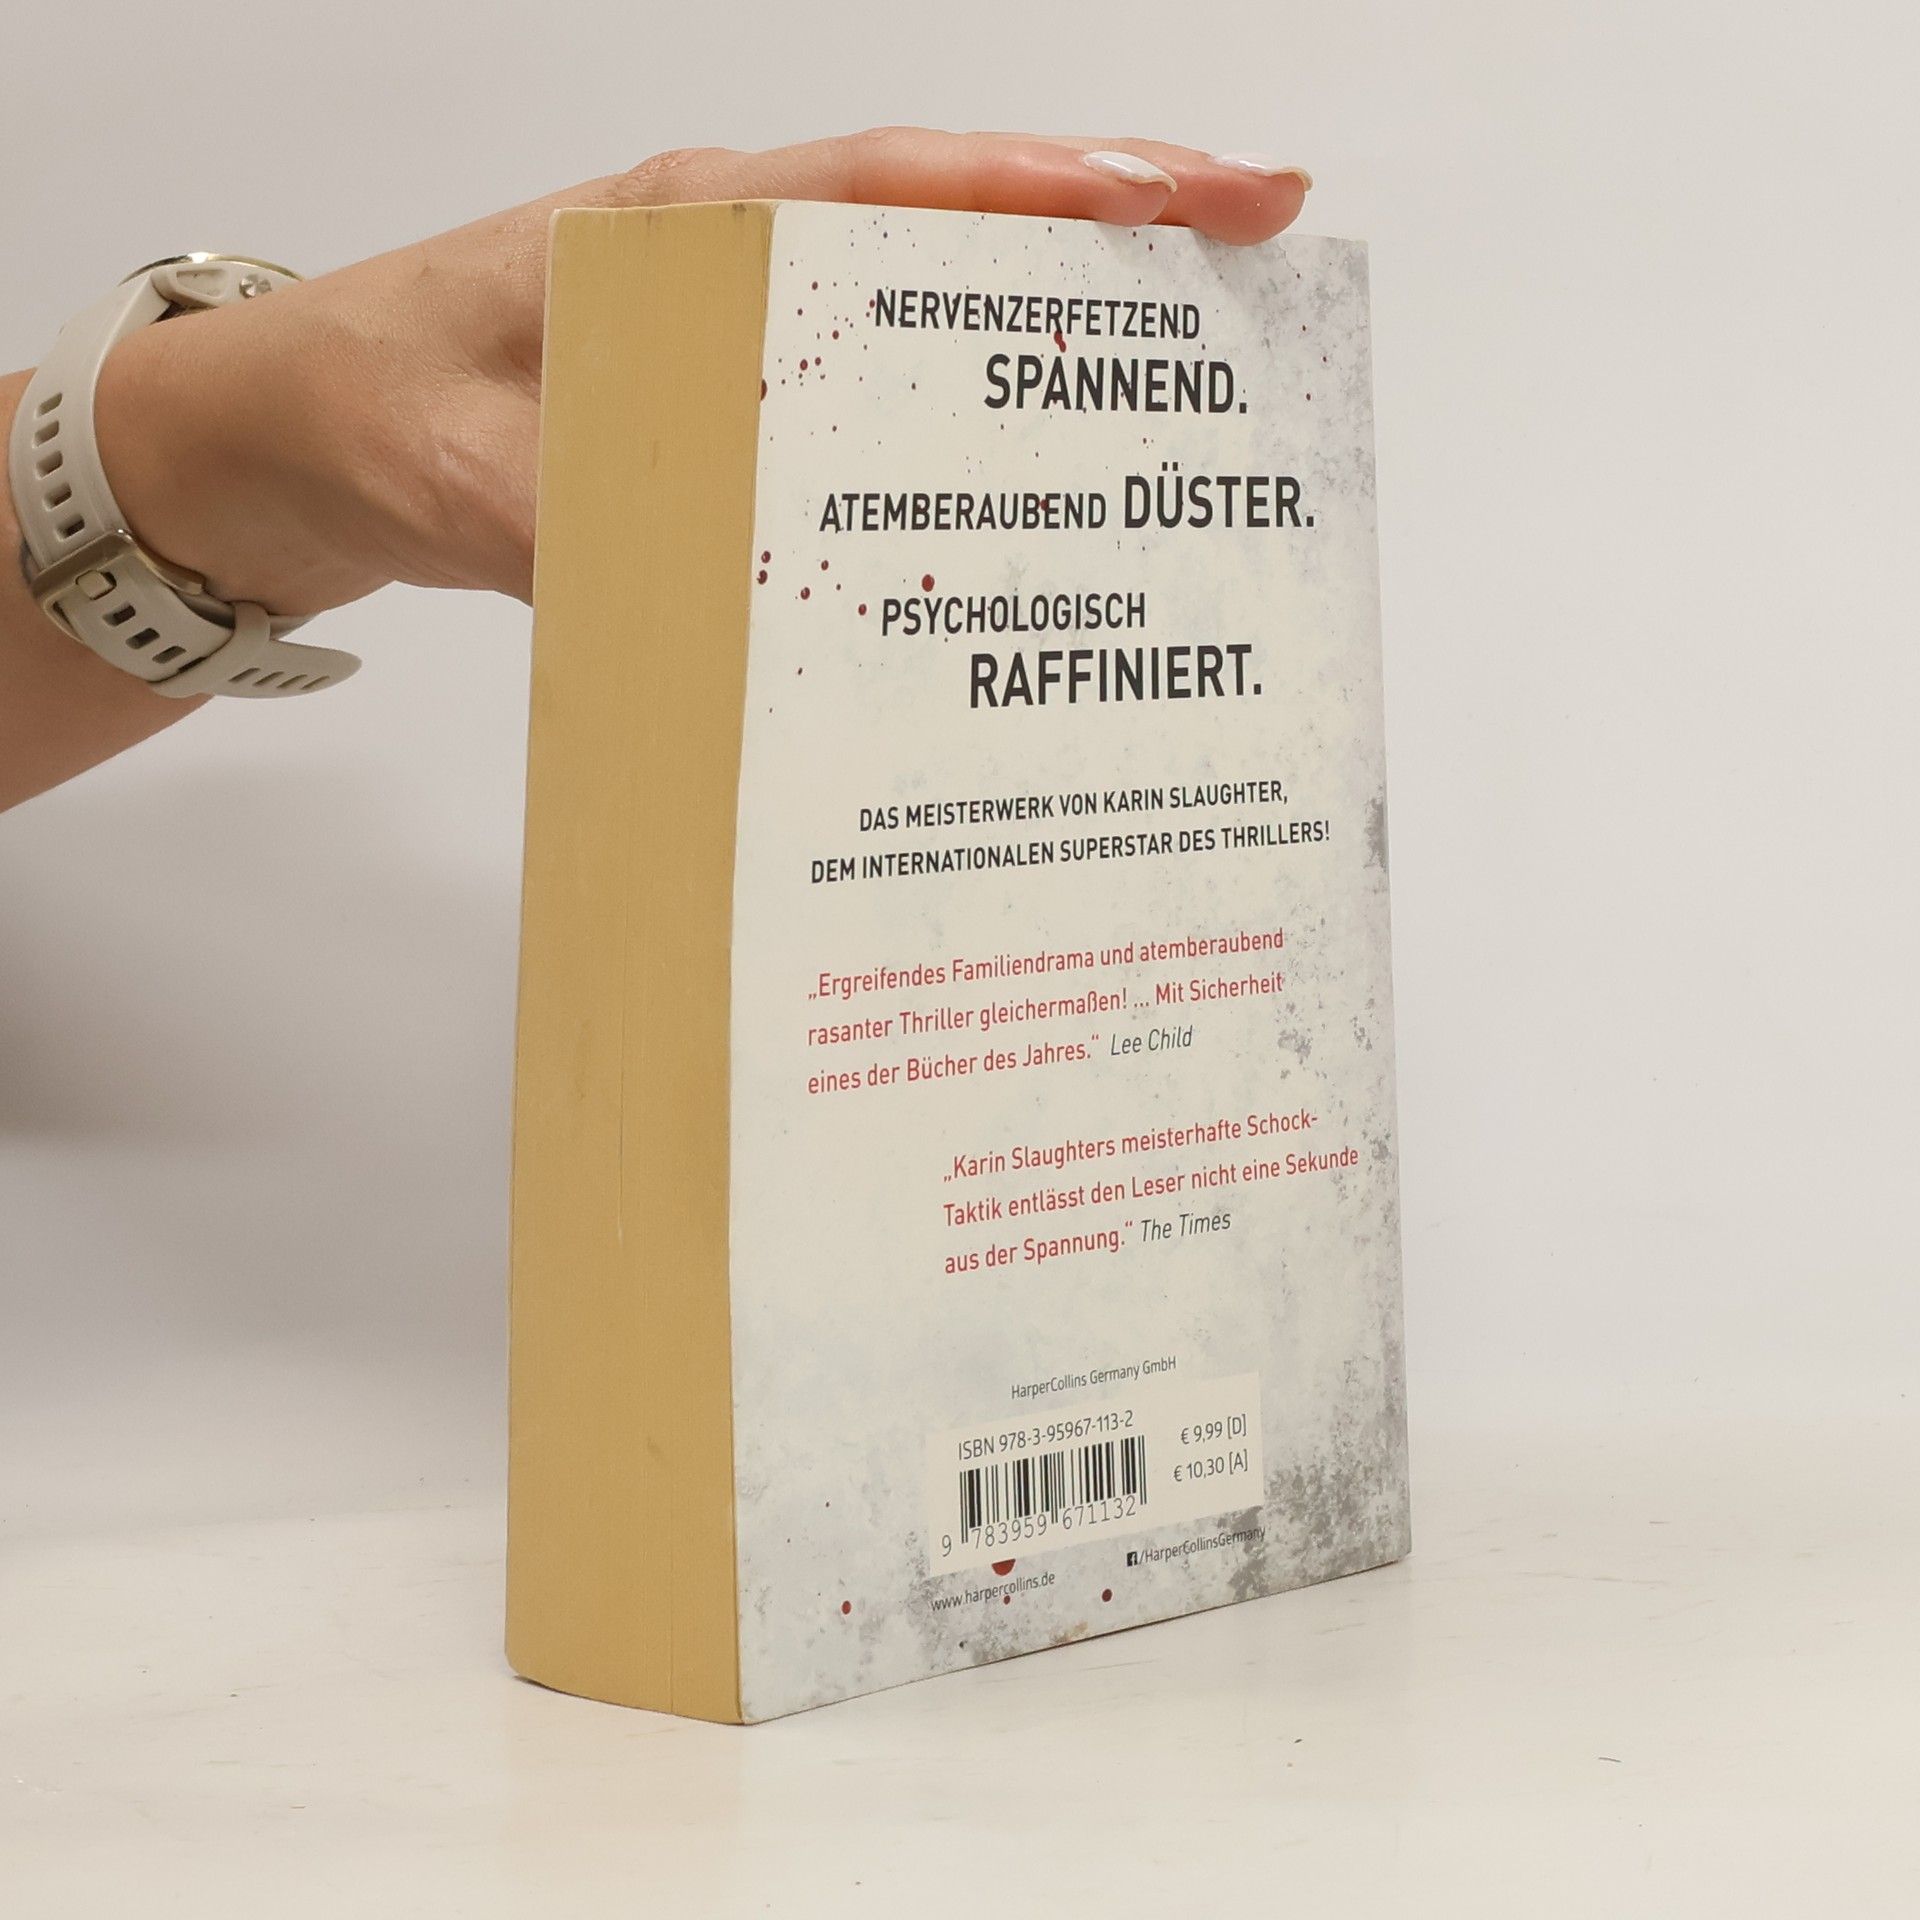 NERVENZERFETZEND
SPANNEND.
ATEMBERAUBEND DÜSTER.
PSYCHOLOGISCH
RAFFINIERT.
DAS MEISTERWERK VON KARIN SLAUGHTER,
DEM INTERNATIONALEN SUPERSTAR DES THRILLERS!
„Ergreifendes Familiendrama und atemberaubend
rasanter Thriller gleichermaßen! ... Mit Sicherheit
eines der Bücher des Jahres.“ Lee Child
„Karin Slaughters meisterhafte Schock-
Taktik entlässt den Leser nicht eine Sekunde
aus der Spannung.“ The Times
HarperCollins Germany GmbH
ISBN 978-3-95967-113-2
€ 9,99 [D]
€ 10,30 [A]
9 783959 671132
www.harpercollins.de
/HarperCollinsGermany